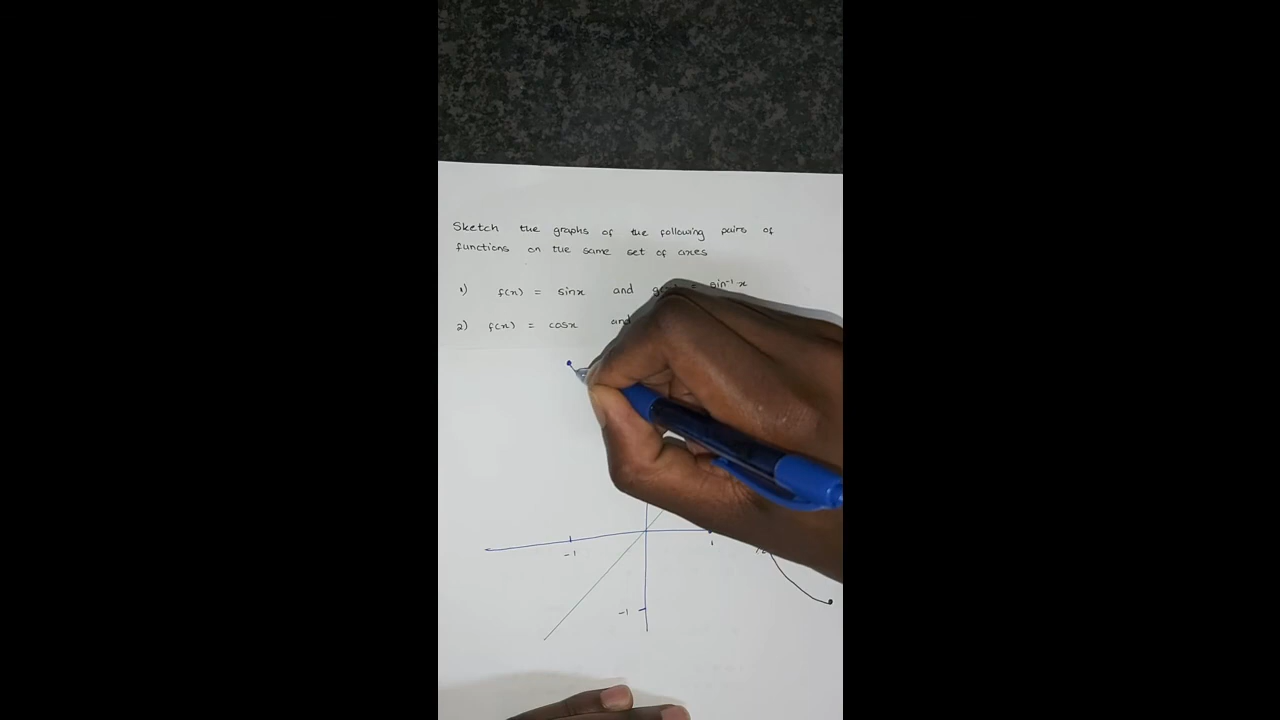 Sketch the graphs of the following pairs of
functions on the same set of axes
1) f(x) = sinx and = sin⁻¹x
2) f(x) = cosx and
-1 1
-1